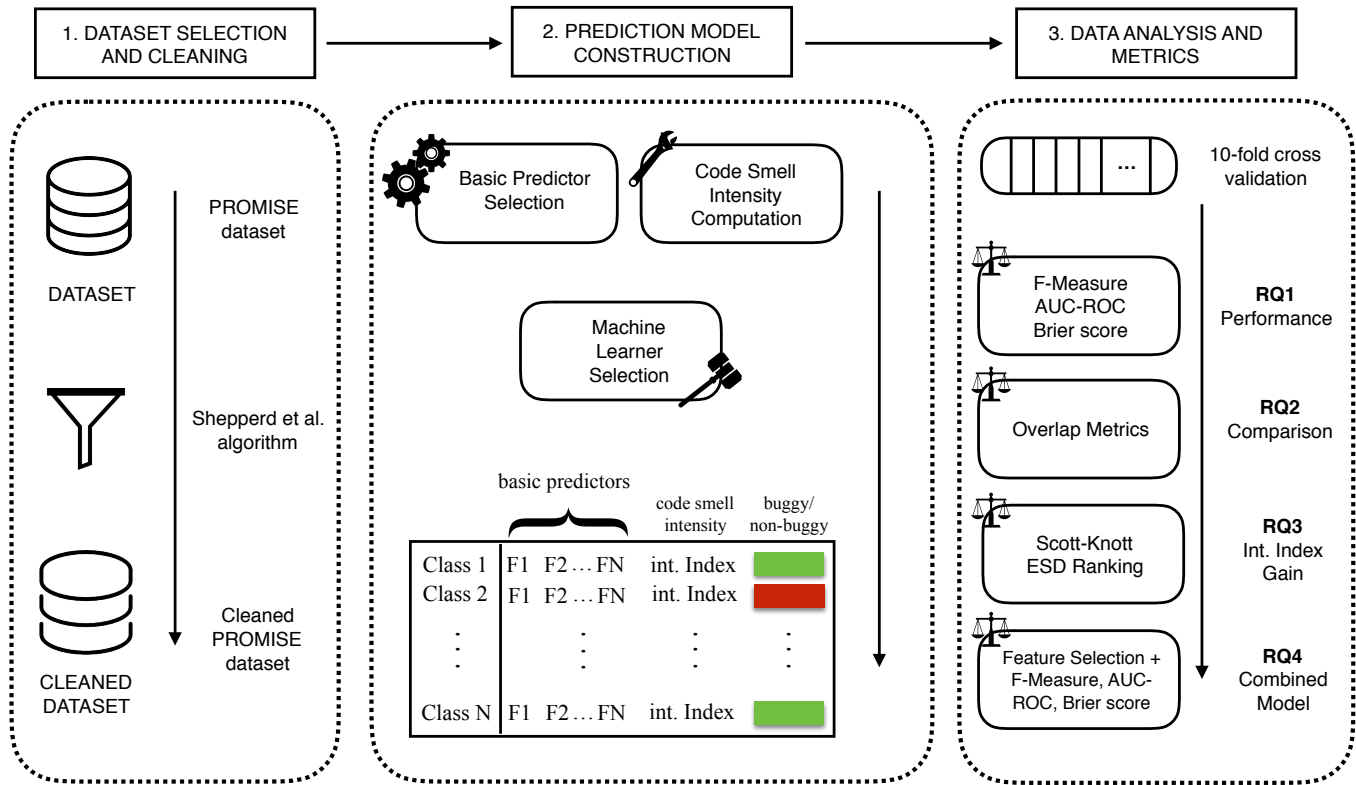 1. DATASET SELECTION
AND CLEANING
2. PREDICTION MODEL
CONSTRUCTION
3. DATA ANALYSIS AND
METRICS
DATASET
PROMISE
dataset
Shepperd et al.
algorithm
CLEANED
DATASET
Cleaned
PROMISE
dataset
Basic Predictor
Selection
Code Smell
Intensity
Computation
Machine
Learner
Selection
basic predictors
code smell
intensity
buggy/
non-buggy
Class 1 F1 F2 ... FN int. Index
Class 2 F1 F2 ... FN int. Index
Class N F1 F2 ... FN int. Index
...
10-fold cross
validation
F-Measure
AUC-ROC
Brier score
RQ1
Performance
Overlap Metrics
RQ2
Comparison
Scott-Knott
ESD Ranking
RQ3
Int. Index
Gain
Feature Selection +
F-Measure, AUC-
ROC, Brier score
RQ4
Combined
Model